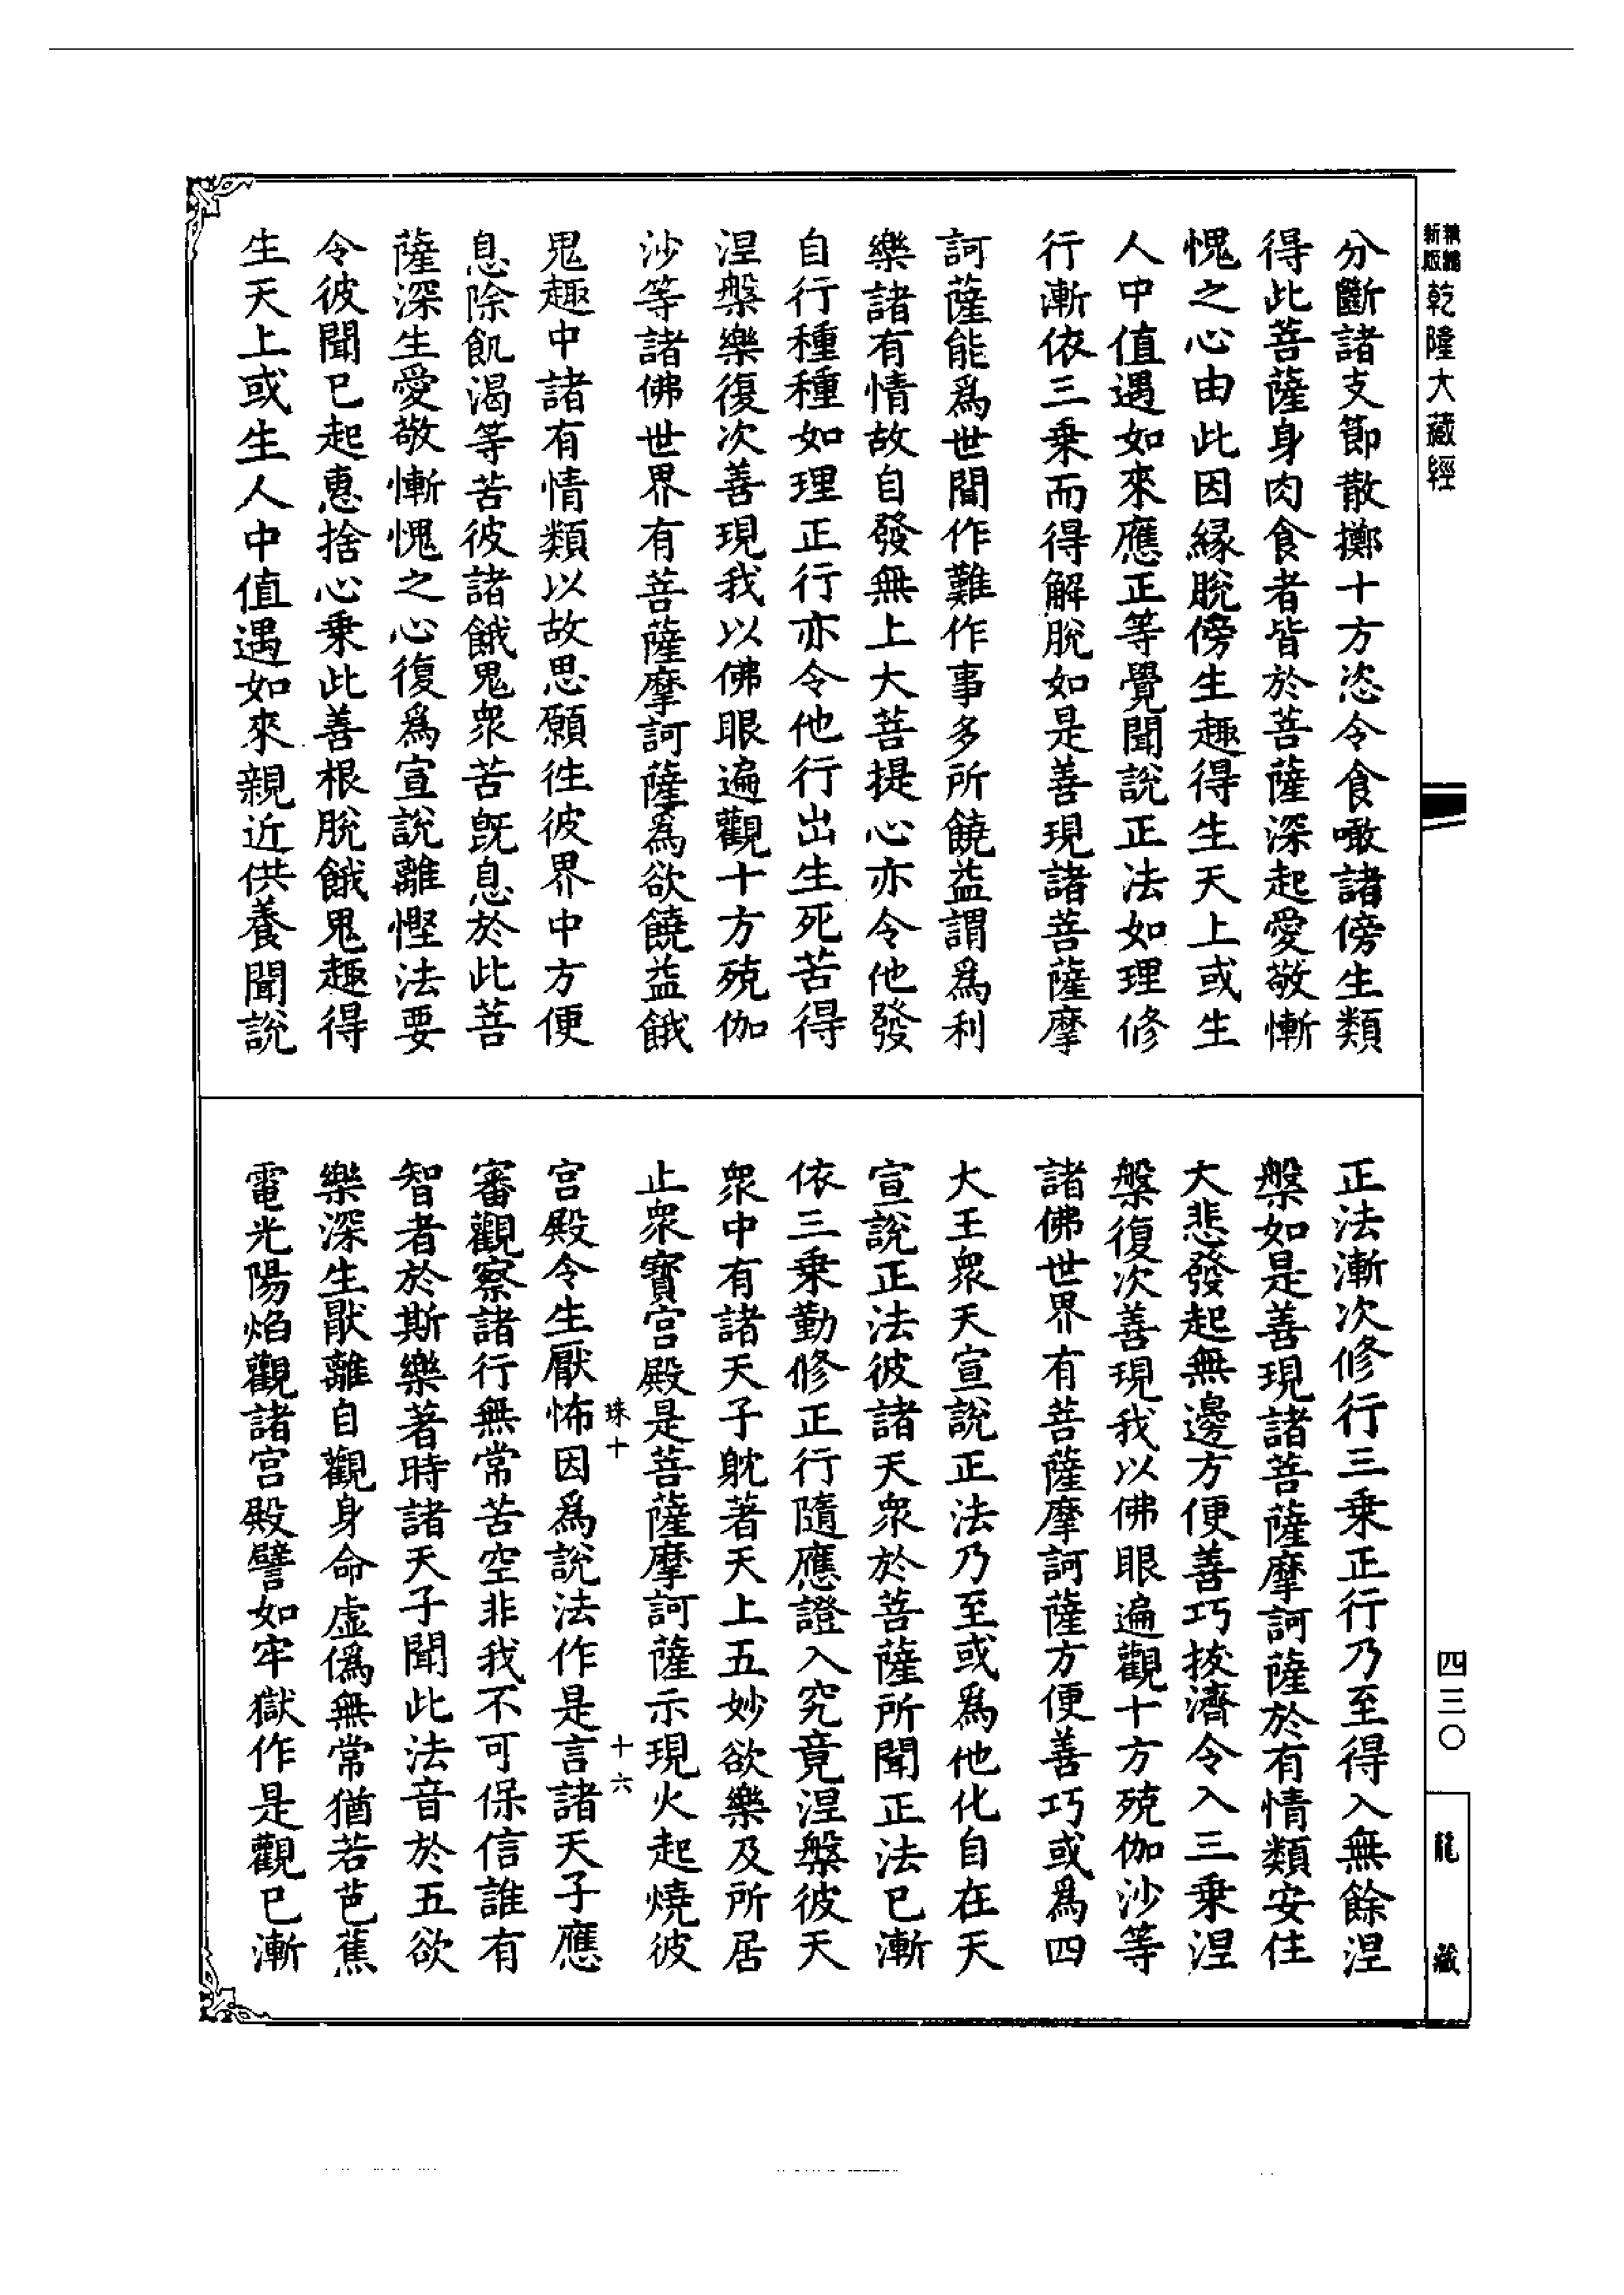 新版
乾隆大藏經
分斷諸支節散擲十方恣令食噉諸傍生類
得此菩薩身肉食者皆於菩薩深起愛敬慚
愧之心由此因緣脫傍生趣得生天上或生
人中值遇如來應正等覺聞說正法如理修
行漸依三乘而得解脫如是善現諸菩薩摩
訶薩能爲世間作難作事多所饒益謂爲利
樂諸有情故自發無上大菩提心亦令他發
自行種種如理正行亦令他行出生死苦得
涅槃樂復次善現我以佛眼遍觀十方殑伽
沙等諸佛世界有菩薩摩訶薩爲欲饒益餓
鬼趣中諸有情類以故思願徃彼界中方便
息除飢渴等苦彼諸餓鬼衆苦旣息於此菩
薩深生愛敬慚愧之心復爲宣說離慳法要
令彼聞已起惠捨心乘此善根脫餓鬼趣得
生天上或生人中值遇如來親近供養聞說
正法漸次修行三乘正行乃至得入無餘涅
槃如是善現諸菩薩摩訶薩於有情類安住
大悲發起無邊方便善巧拔濟令入三乘涅
槃復次善現我以佛眼遍觀十方殑伽沙等
諸佛世界有菩薩摩訶薩方便善巧或爲四
大王衆天宣說正法乃至或爲他化自在天
宣說正法彼諸天衆於菩薩所聞正法已漸
依三乘勤修正行隨應證入究竟涅槃彼天
衆中有諸天子躭著天上五妙欲樂及所居
止衆寶宮殿是菩薩摩訶薩示現火起燒彼
珠十
十六
宮殿令生厭怖因爲說法作是言諸天子應
審觀察諸行無常苦空非我不可保信誰有
智者於斯樂著時諸天子聞此法音於五欲
樂深生厭離自觀身命虛僞無常猶若芭蕉
電光陽焰觀諸宮殿譬如牢獄作是觀已漸
四三〇
龍藏